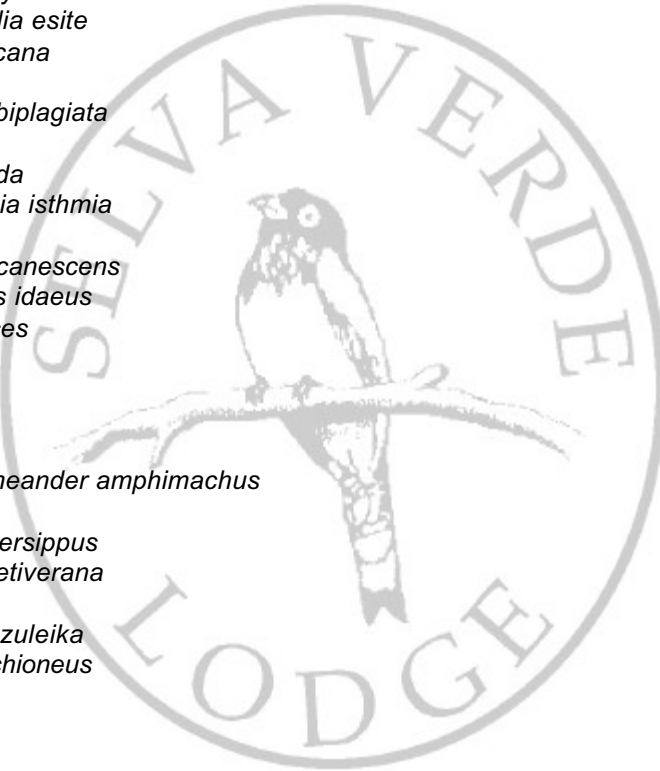 lia esite
cana
biplagiata
da
ia isthmia
canescens
s idaeus
es
neander amphimachus
ersippus
etiverana
zuleika
chioneus
SELVA VERDE
LODGE